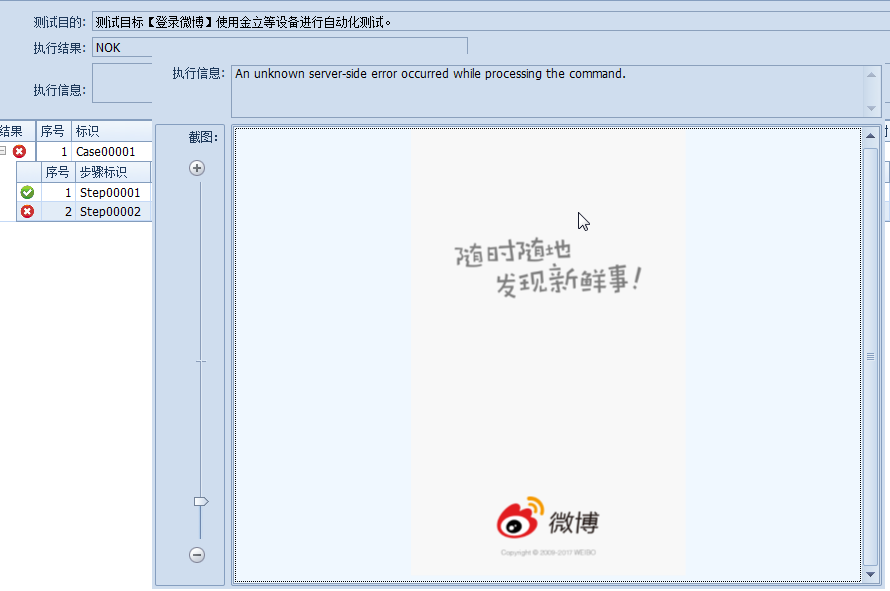 测试目的: 测试目标【登录微博】使用金立等设备进行自动化测试。
执行结果: NOK
执行信息:
执行信息: An unknown server-side error occurred while processing the command.
结果 序号 标识
1 Case00001
序号 步骤标识
1 Step00001
2 Step00002
截图:
随时随地
发现新鲜事!
微博
Copyright © 2009-2017 WEIBO